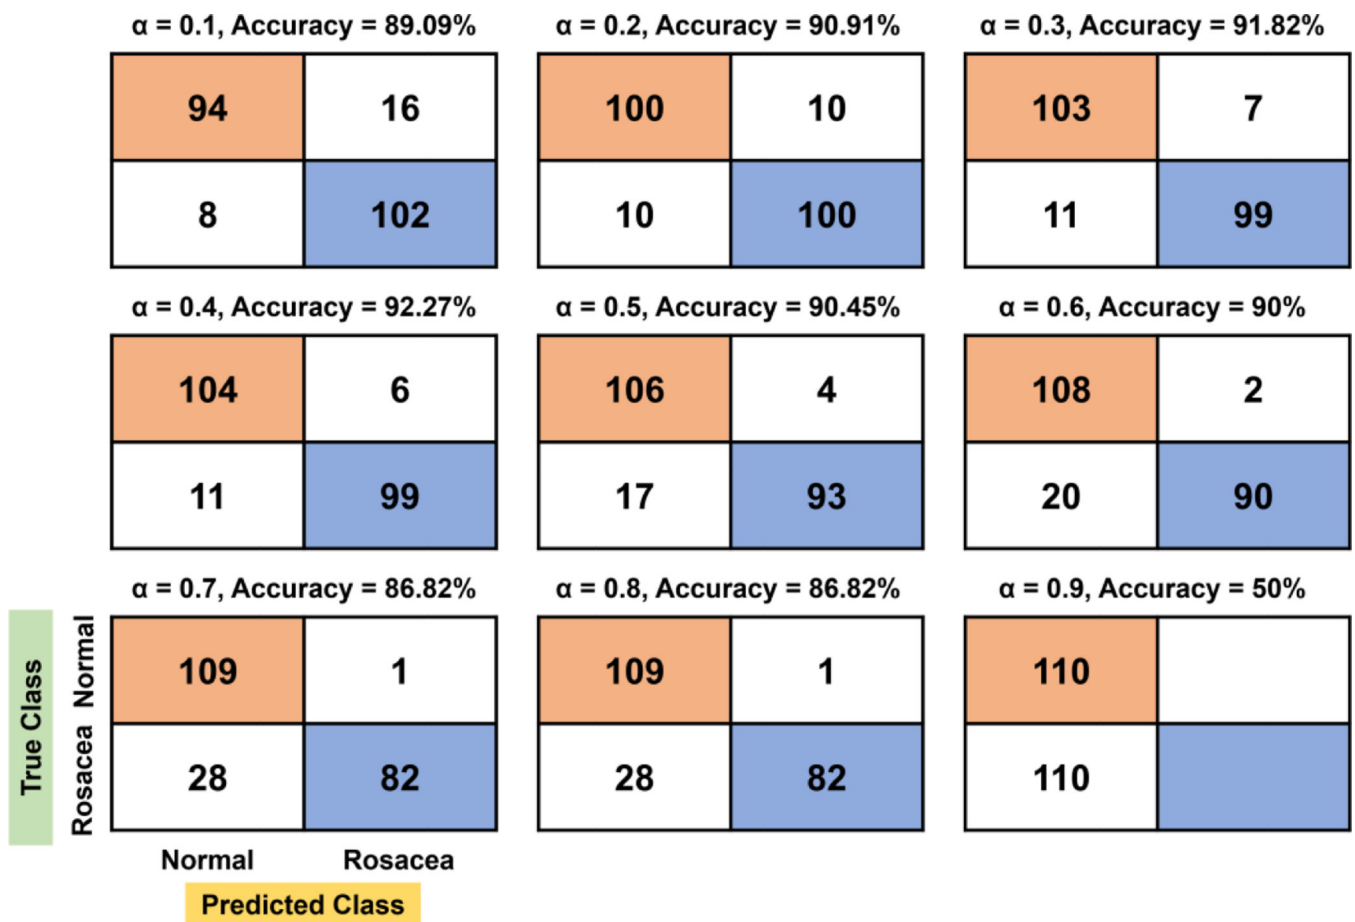 α = 0.1, Accuracy = 89.09%
94 16
8 102
α = 0.2, Accuracy = 90.91%
100 10
10 100
α = 0.3, Accuracy = 91.82%
103 7
11 99
α = 0.4, Accuracy = 92.27%
104 6
11 99
α = 0.5, Accuracy = 90.45%
106 4
17 93
α = 0.6, Accuracy = 90%
108 2
20 90
α = 0.7, Accuracy = 86.82%
109 1
28 82
α = 0.8, Accuracy = 86.82%
109 1
28 82
α = 0.9, Accuracy = 50%
110
110
True Class
Rosacea Normal
Normal Rosacea
Predicted Class